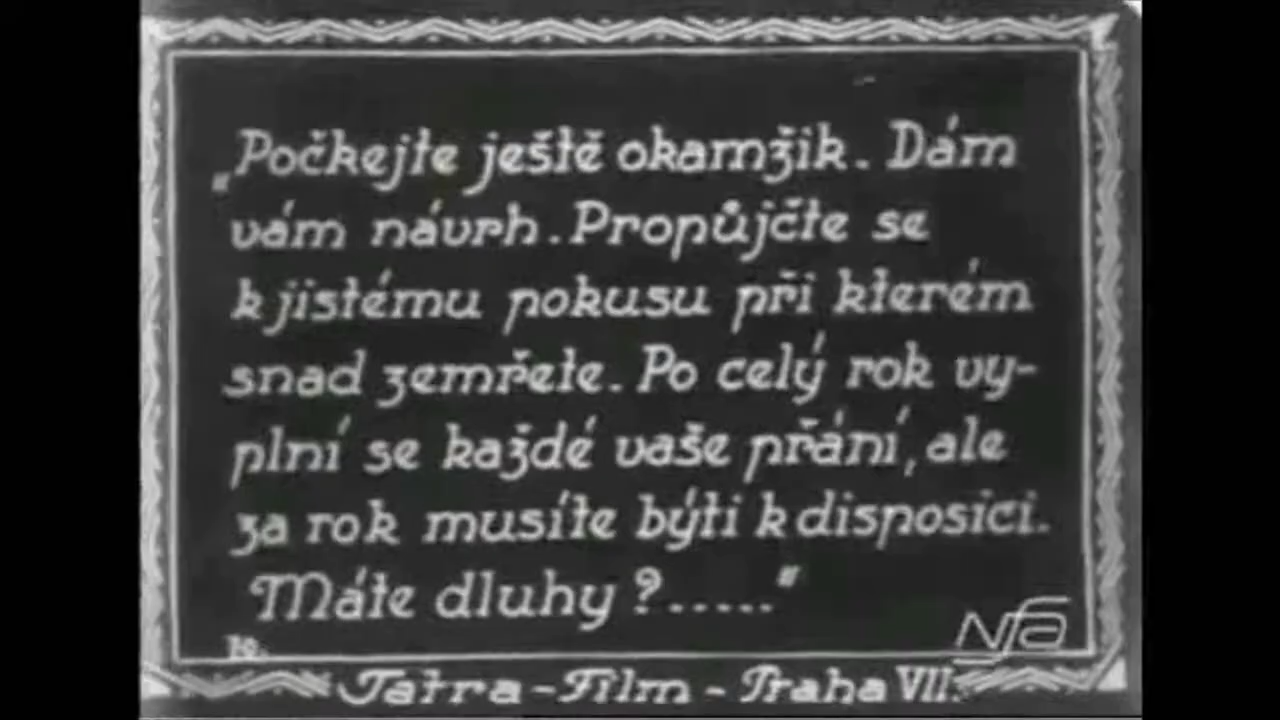 „Počkejte ještě okamžik. Dám
vám návrh. Propůjčte se
k jistému pokusu při kterém
snad zemřete. Po celý rok vy-
plní se každé vaše přání, ale
za rok musíte býti k disposici.
Máte dluhy ?....."
nfa
Tatra - Film - Praha VII.